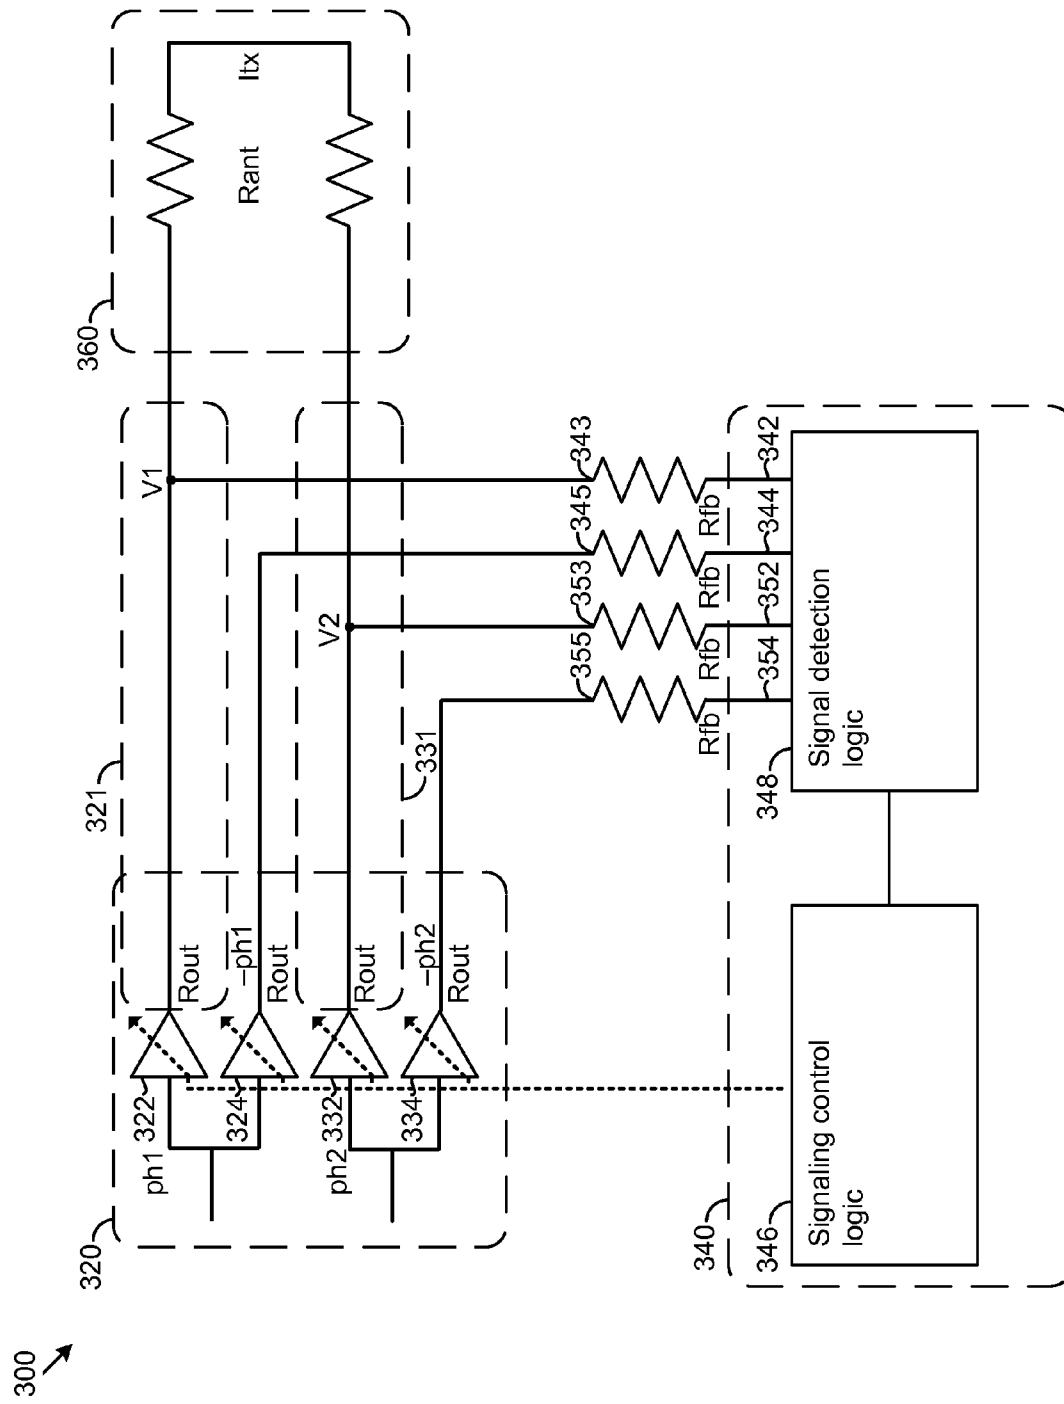 300
320
ph1
322
324
ph2
332
334
Rout
–ph1
Rout
Rout
–ph2
Rout
321
331
V1
V2
360
Rant
Itx
343
345
353
355
Rfb
Rfb
Rfb
Rfb
342
344
352
354
340
346
Signaling control
logic
348
Signal detection
logic